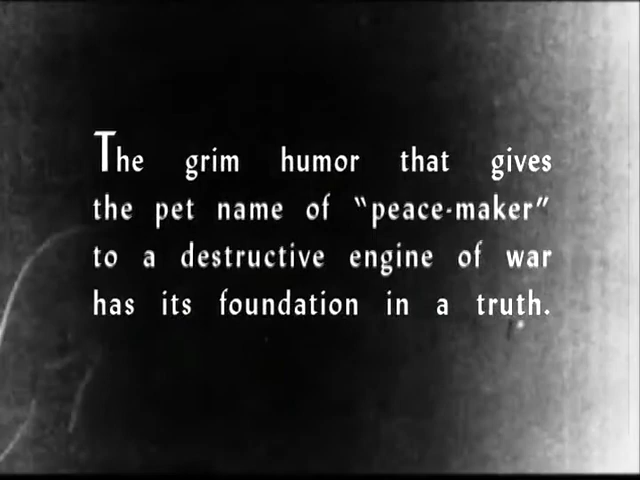 The grim humor that gives
the pet name of "peace-maker"
to a destructive engine of war
has its foundation in a truth.